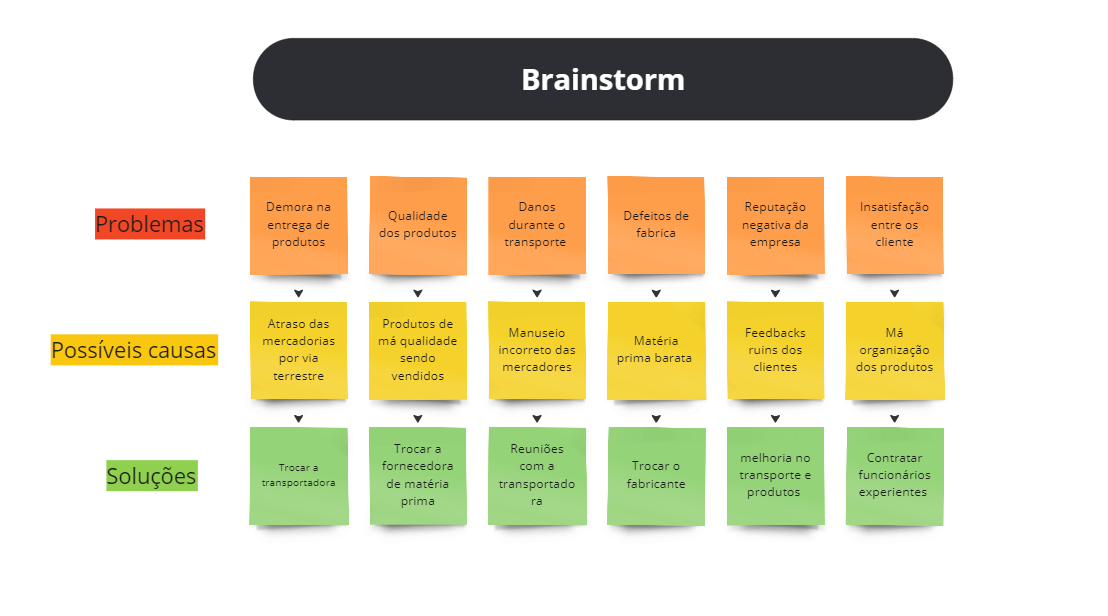 Brainstorm
Problemas
Demora na
entrega de
produtos
Qualidade
dos produtos
Danos
durante o
transporte
Defeitos de
fabrica
Reputação
negativa da
empresa
Insatisfação
entre os
cliente
Possíveis causas
Atraso das
mercadorias
por via
terrestre
Produtos de
má qualidade
sendo
vendidos
Manuseio
incorreto das
mercadores
Matéria
prima barata
Feedbacks
ruins dos
clientes
Má
organização
dos produtos
Soluções
Trocar a
transportadora
Trocar a
fornecedora
de matéria
prima
Reuniões
com a
transportado
ra
Trocar o
fabricante
melhoria no
transporte e
produtos
Contratar
funcionários
experientes